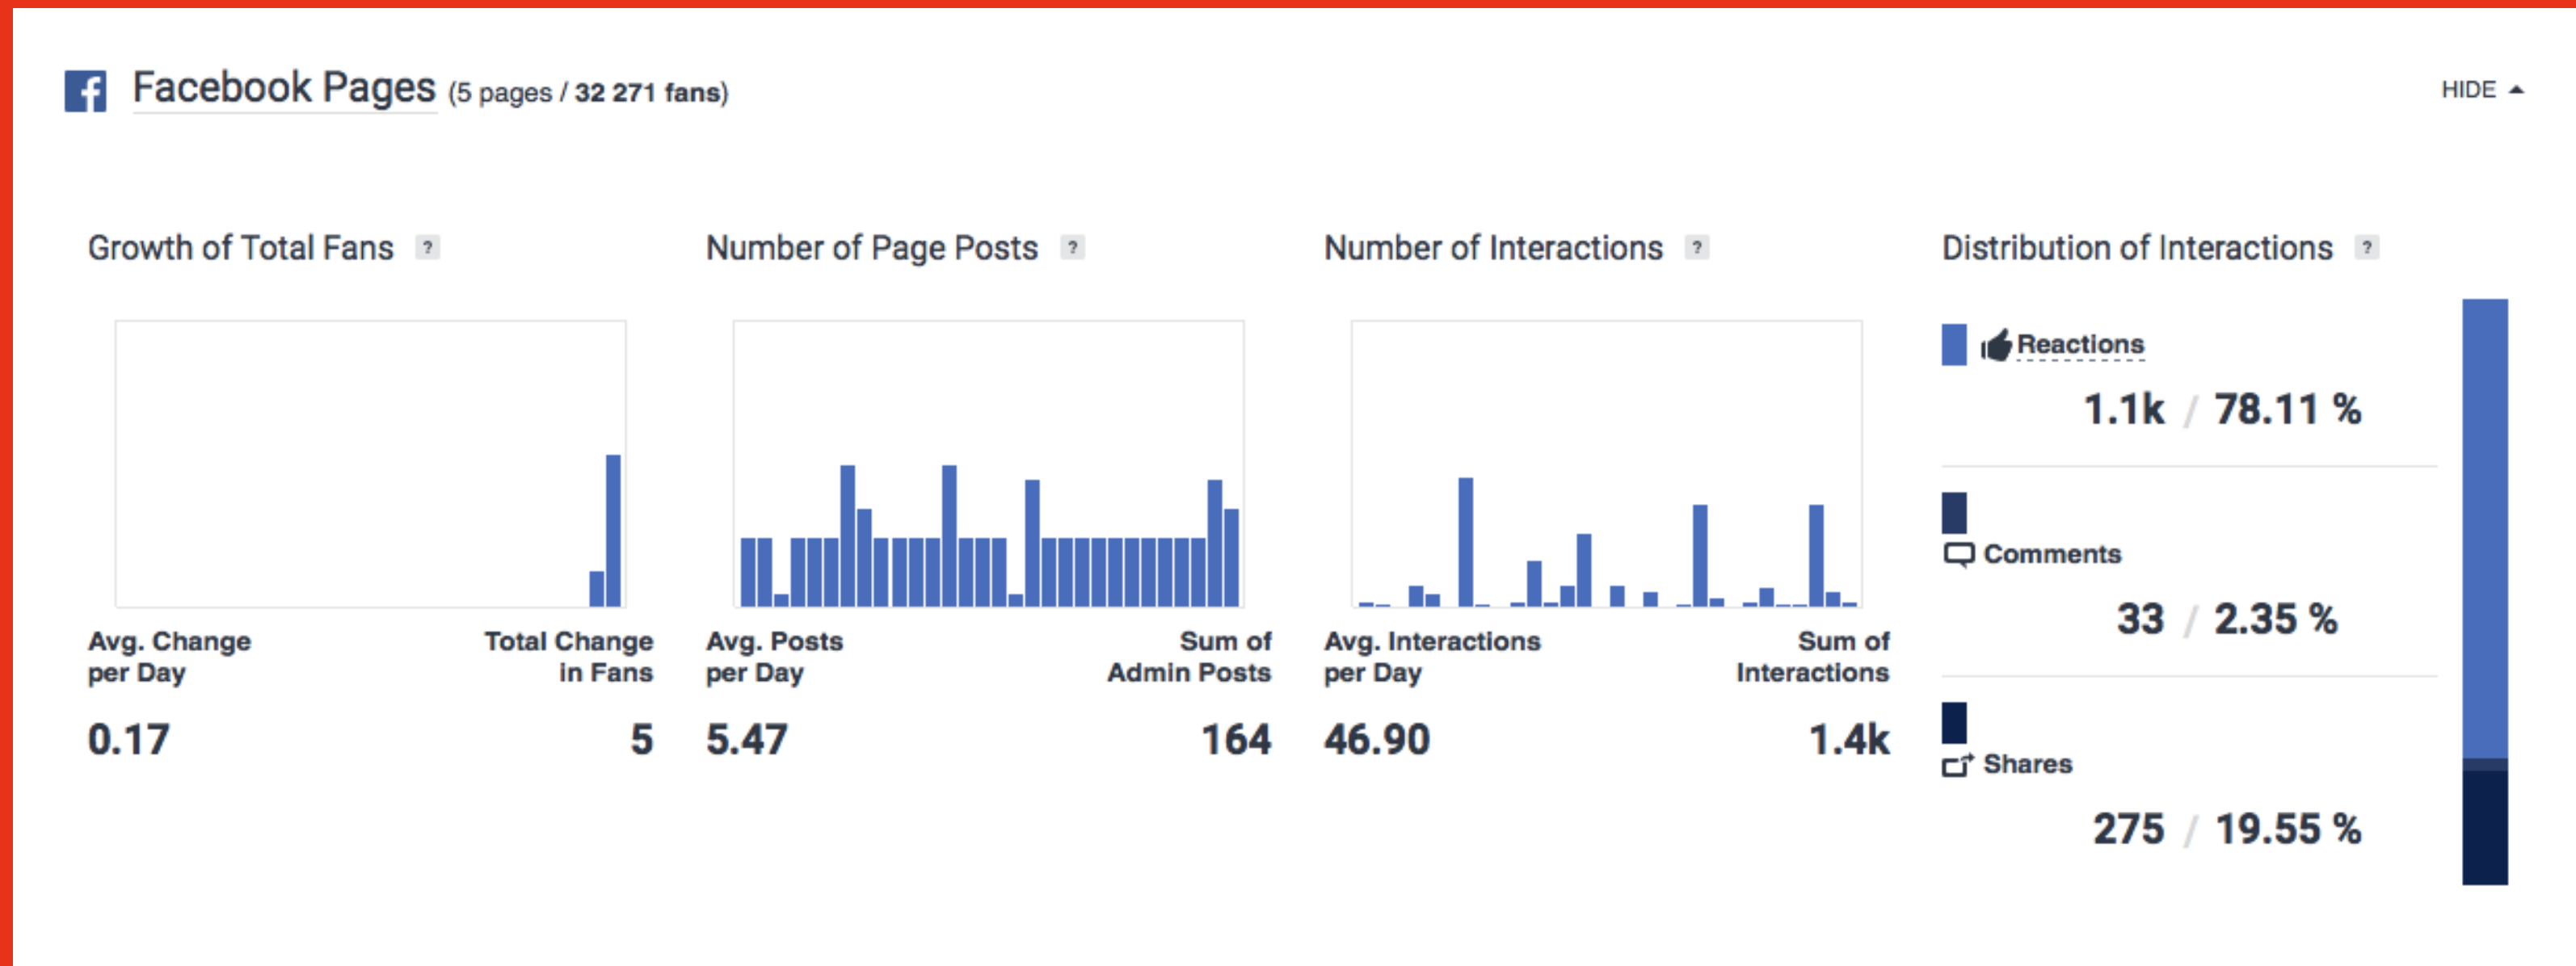 Facebook Pages (5 pages / 32 271 fans)
HIDE
Growth of Total Fans ?
Avg. Change
per Day
Total Change
in Fans
0.17
5
Number of Page Posts ?
Avg. Posts
per Day
Sum of
Admin Posts
5.47
164
Number of Interactions ?
Avg. Interactions
per Day
Sum of
Interactions
46.90
1.4k
Distribution of Interactions ?
Reactions
1.1k / 78.11 %
Comments
33 / 2.35 %
Shares
275 / 19.55 %